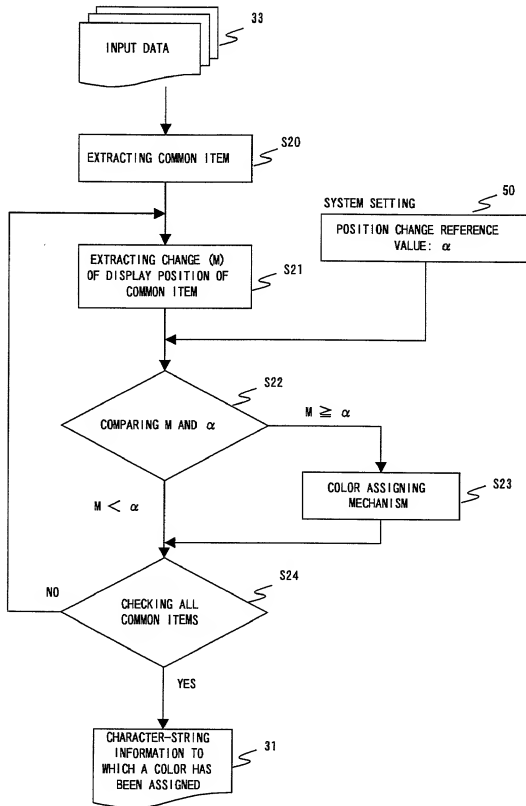 33
INPUT DATA
S20
EXTRACTING COMMON ITEM
SYSTEM SETTING
50
POSITION CHANGE REFERENCE
VALUE: α
EXTRACTING CHANGE (M)
OF DISPLAY POSITION OF
COMMON ITEM
S21
S22
COMPARING M AND α
M ≧ α
S23
COLOR ASSIGNING
MECHANISM
M < α
S24
NO
CHECKING ALL
COMMON ITEMS
YES
CHARACTER-STRING
INFORMATION TO
WHICH A COLOR HAS
BEEN ASSIGNED
31